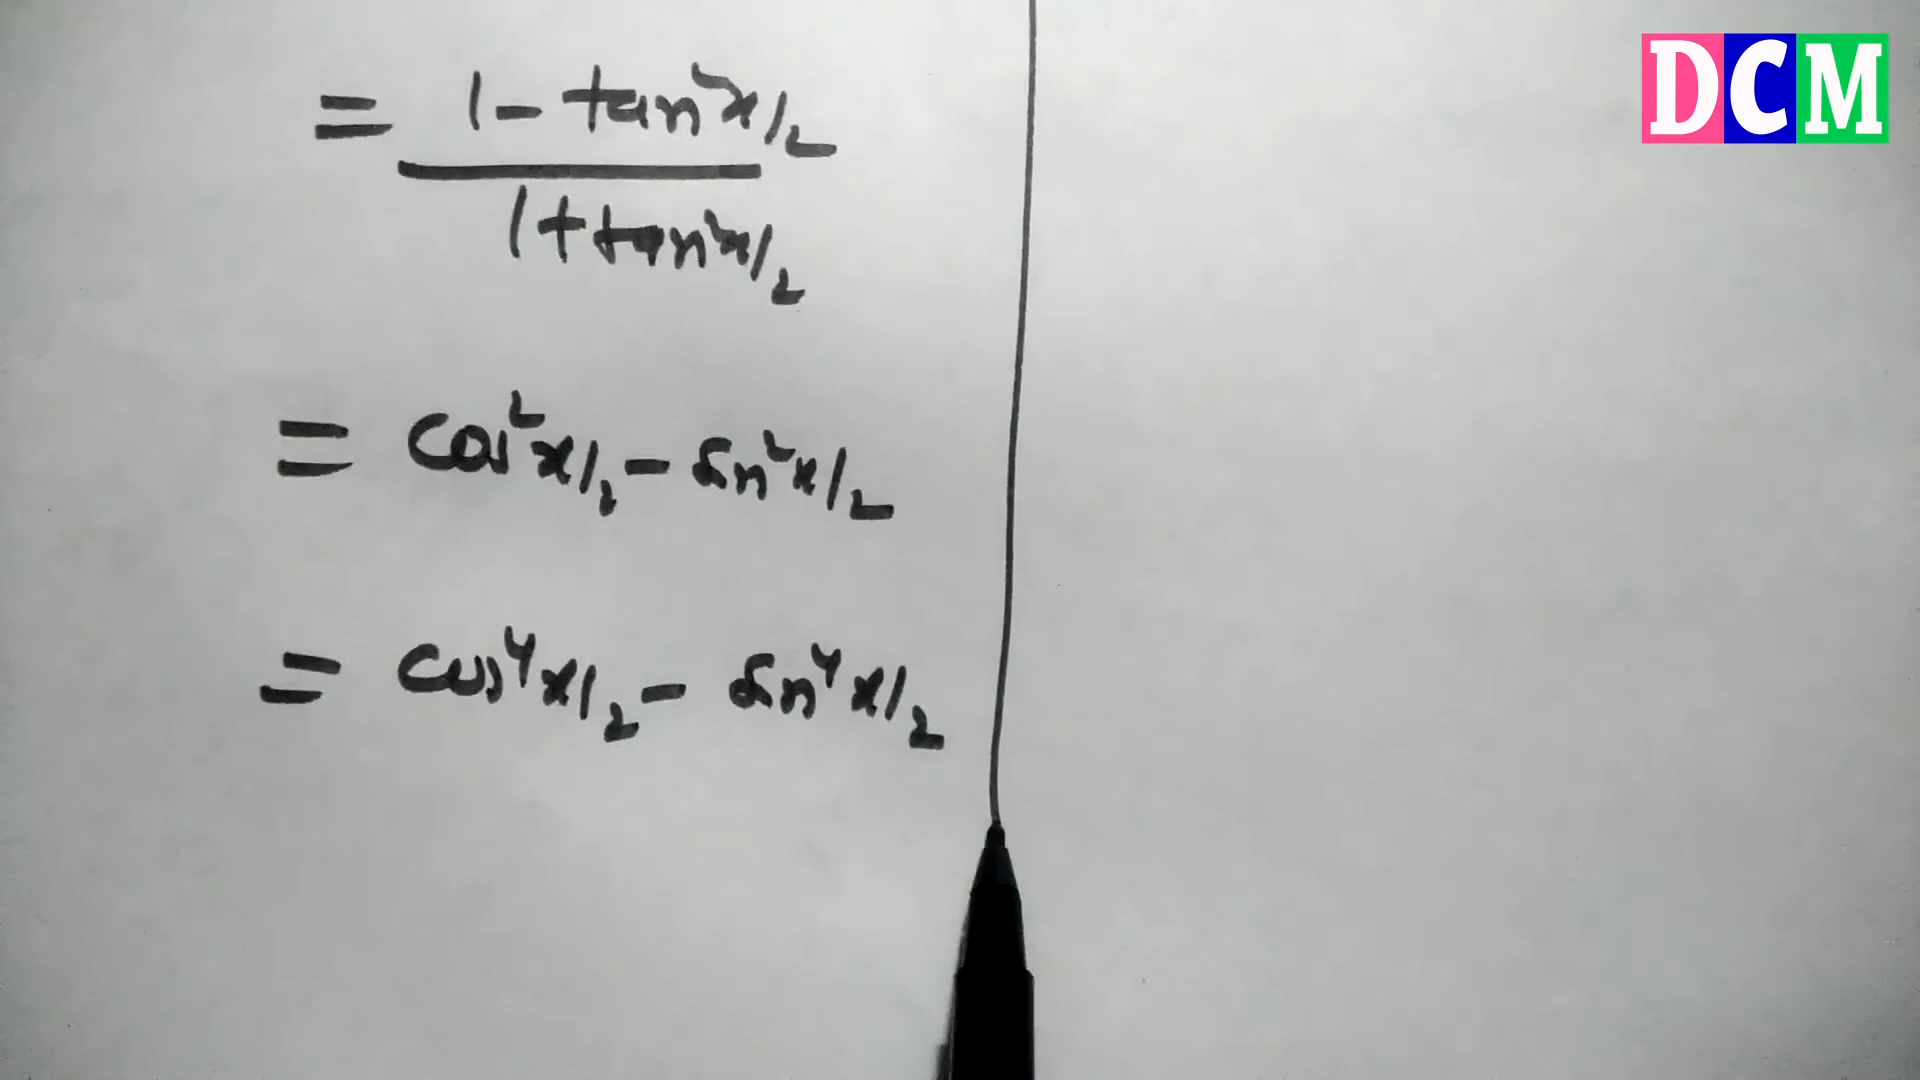 DCM
= 1 - tan²x/2
1 + tan²x/2
= cos²x/2 - sin²x/2
= cos⁴x/2 - sin⁴x/2